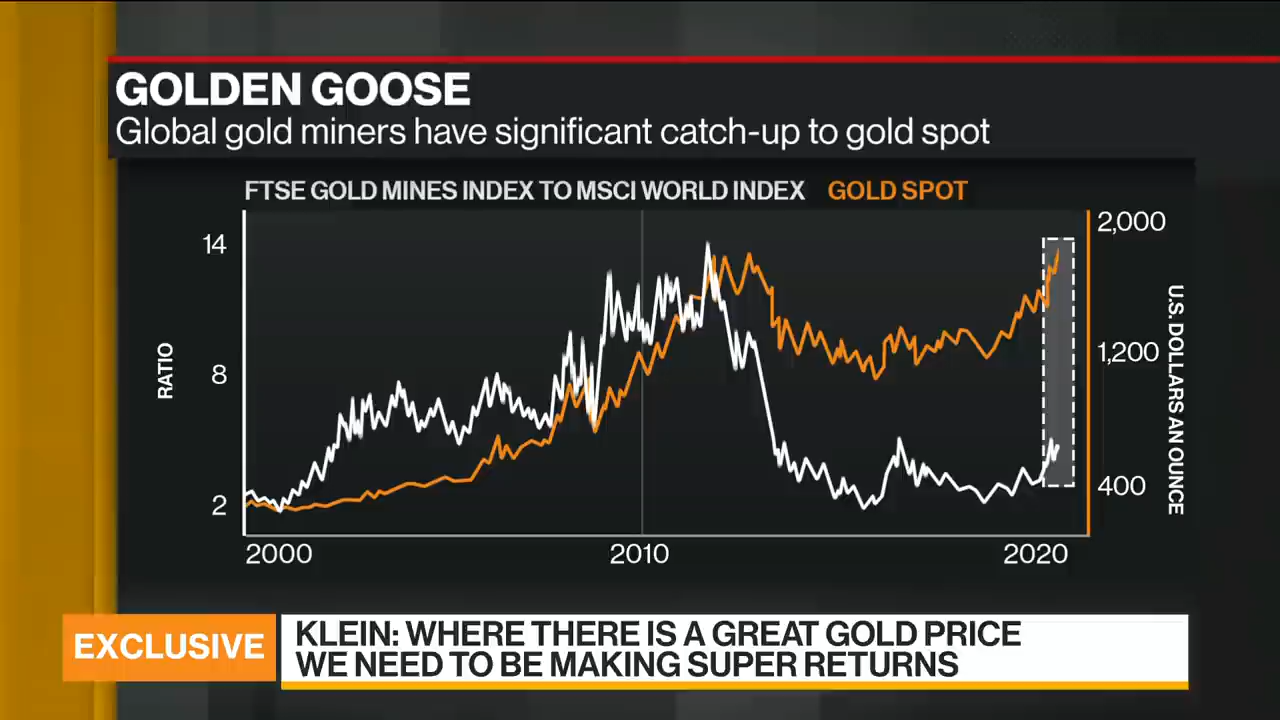 GOLDEN GOOSE
Global gold miners have significant catch-up to gold spot
FTSE GOLD MINES INDEX TO MSCI WORLD INDEX GOLD SPOT
14
8
2
RATIO
2,000
1,200
400
U.S. DOLLARS AN OUNCE
2000 2010 2020
EXCLUSIVE
KLEIN: WHERE THERE IS A GREAT GOLD PRICE
WE NEED TO BE MAKING SUPER RETURNS